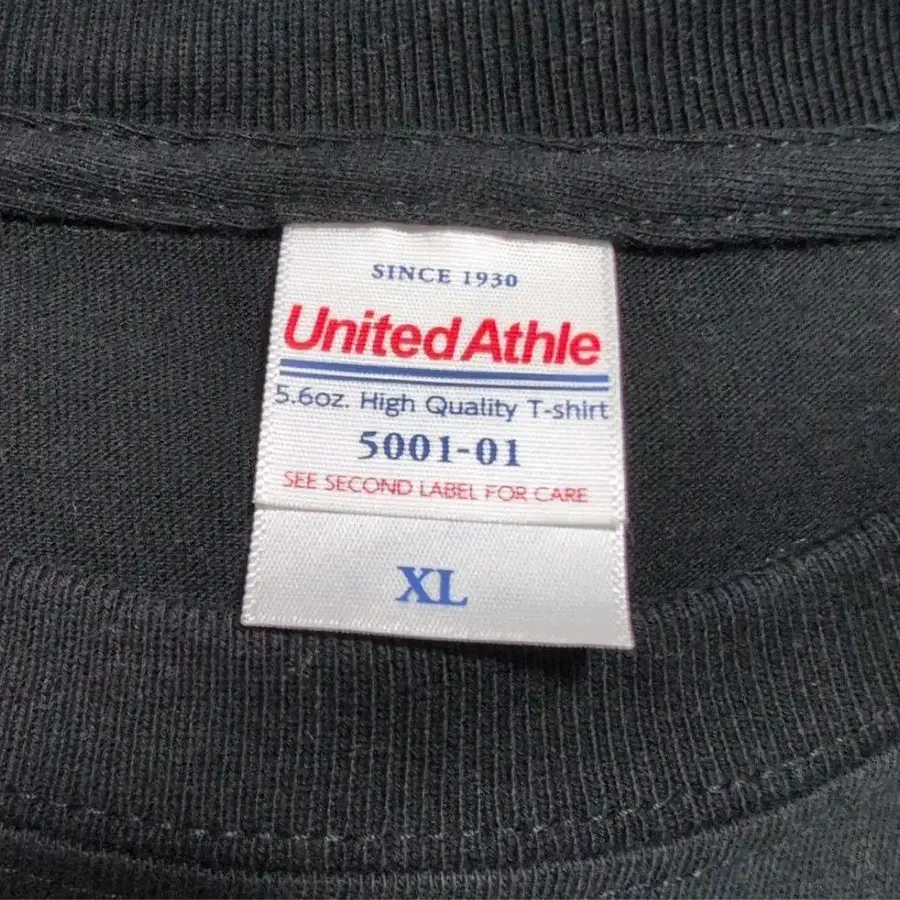 SINCE 1930
United Athle
5.6oz. High Quality T-shirt
5001-01
SEE SECOND LABEL FOR CARE
XL